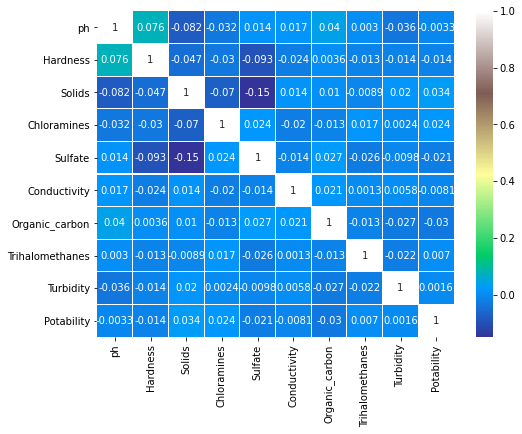 ph 1 0.076 -0.082 -0.032 0.014 0.017 0.04 0.003 -0.036 -0.0033
Hardness 0.076 1 -0.047 -0.03 -0.093 -0.024 0.0036 -0.013 -0.014 -0.014
Solids -0.082 -0.047 1 -0.07 -0.15 0.014 0.01 -0.0089 0.02 0.034
Chloramines -0.032 -0.03 -0.07 1 0.024 -0.02 -0.013 0.017 0.0024 0.024
Sulfate 0.014 -0.093 -0.15 0.024 1 -0.014 0.027 -0.026 -0.0098 -0.021
Conductivity 0.017 -0.024 0.014 -0.02 -0.014 1 0.021 0.0013 0.0058 -0.0081
Organic_carbon 0.04 0.0036 0.01 -0.013 0.027 0.021 1 -0.013 -0.027 -0.03
Trihalomethanes 0.003 -0.013 -0.0089 0.017 -0.026 0.0013 -0.013 1 -0.022 0.007
Turbidity -0.036 -0.014 0.02 0.0024 -0.0098 0.0058 -0.027 -0.022 1 0.0016
Potability -0.0033 -0.014 0.034 0.024 -0.021 -0.0081 -0.03 0.007 0.0016 1
ph
Hardness
Solids
Chloramines
Sulfate
Conductivity
Organic_carbon
Trihalomethanes
Turbidity
Potability
1.0
0.8
0.6
0.4
0.2
0.0